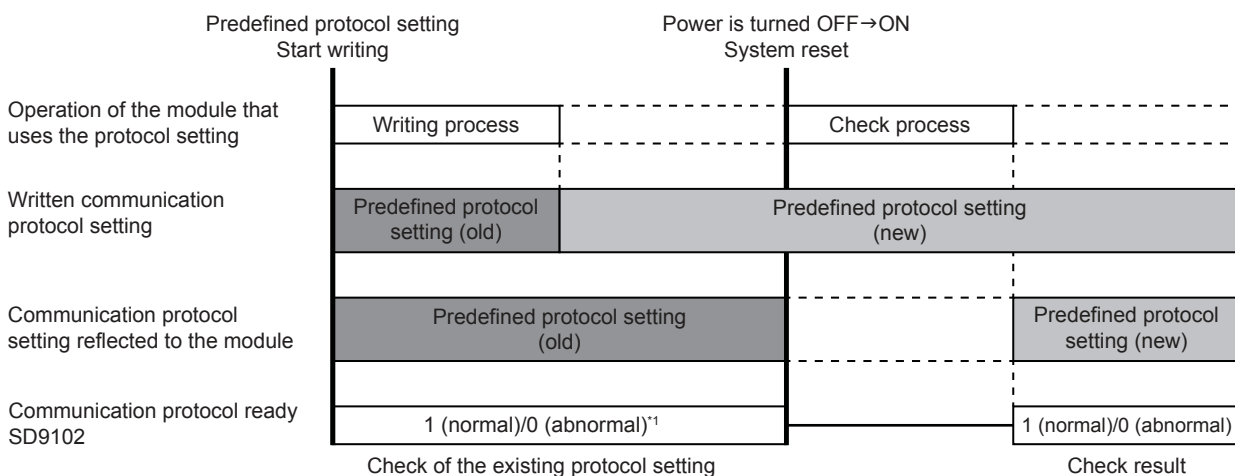 Predefined protocol setting
Start writing
Power is turned OFF→ON
System reset
Operation of the module that
uses the protocol setting
Writing process
Check process
Written communication
protocol setting
Predefined protocol
setting (old)
Predefined protocol setting
(new)
Communication protocol
setting reflected to the module
Predefined protocol setting
(old)
Predefined protocol
setting (new)
Communication protocol ready
SD9102
1 (normal)/0 (abnormal)*1
1 (normal)/0 (abnormal)
Check of the existing protocol setting
Check result